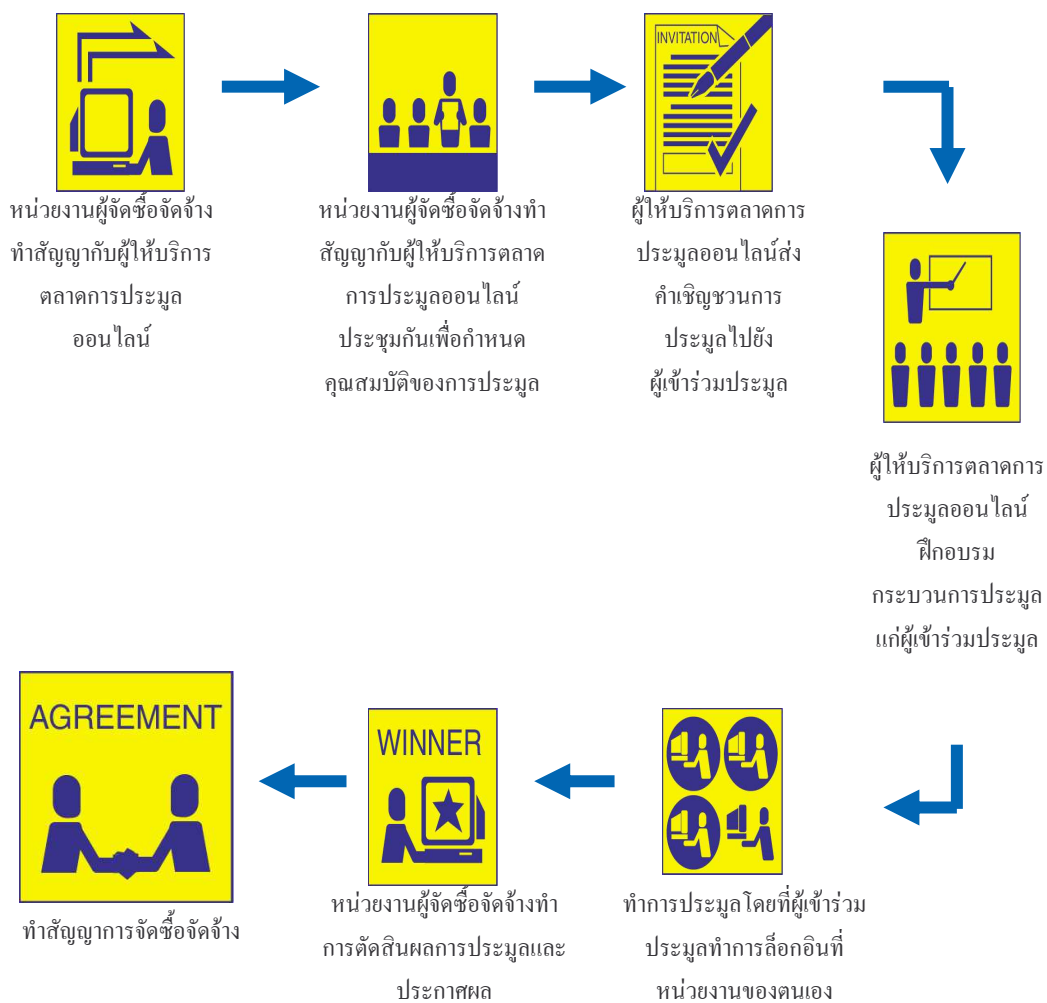 หน่วยงานผู้จัดซื้อจัดจ้าง
ทำสัญญากับผู้ให้บริการ
ตลาดการประมูล
ออนไลน์
หน่วยงานผู้จัดซื้อจัดจ้างทำ
สัญญากับผู้ให้บริการตลาด
การประมูลออนไลน์
ประชุมกันเพื่อกำหนด
คุณสมบัติของการประมูล
INVITATION
ผู้ให้บริการตลาดการ
ประมูลออนไลน์ส่ง
คำเชิญชวนการ
ประมูลไปยัง
ผู้เข้าร่วมประมูล
ผู้ให้บริการตลาดการ
ประมูลออนไลน์
ฝึกอบรม
กระบวนการประมูล
แก่ผู้เข้าร่วมประมูล
ทำการประมูลโดยที่ผู้เข้าร่วม
ประมูลทำการล็อกอินที่
หน่วยงานของตนเอง
WINNER
หน่วยงานผู้จัดซื้อจัดจ้างทำ
การตัดสินผลการประมูลและ
ประกาศผล
AGREEMENT
ทำสัญญาการจัดซื้อจัดจ้าง